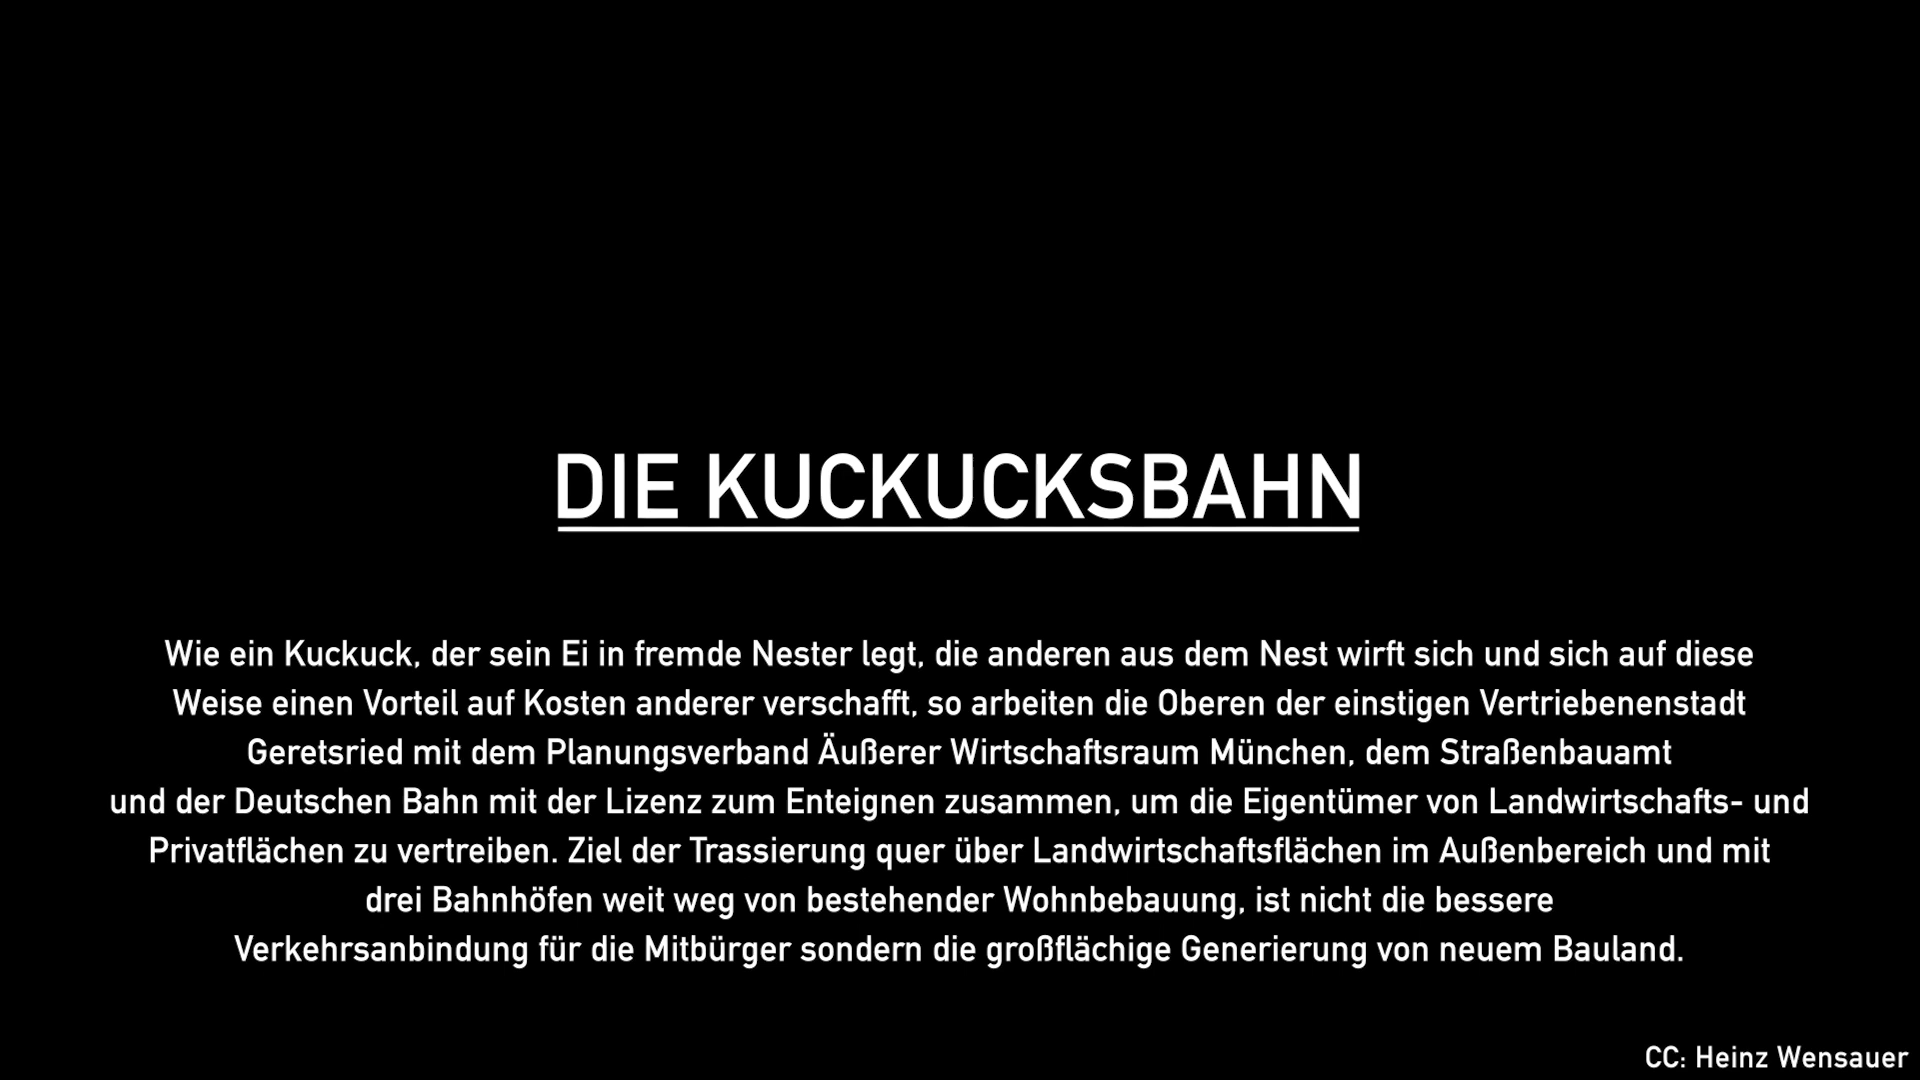 DIE KUCKUCKSBAHN
Wie ein Kuckuck, der sein Ei in fremde Nester legt, die anderen aus dem Nest wirft sich und sich auf diese
Weise einen Vorteil auf Kosten anderer verschafft, so arbeiten die Oberen der einstigen Vertriebenenstadt
Geretsried mit dem Planungsverband Äußerer Wirtschaftsraum München, dem Straßenbauamt
und der Deutschen Bahn mit der Lizenz zum Enteignen zusammen, um die Eigentümer von Landwirtschafts- und
Privatflächen zu vertreiben. Ziel der Trassierung quer über Landwirtschaftsflächen im Außenbereich und mit
drei Bahnhöfen weit weg von bestehender Wohnbebauung, ist nicht die bessere
Verkehrsanbindung für die Mitbürger sondern die großflächige Generierung von neuem Bauland.
CC: Heinz Wensauer